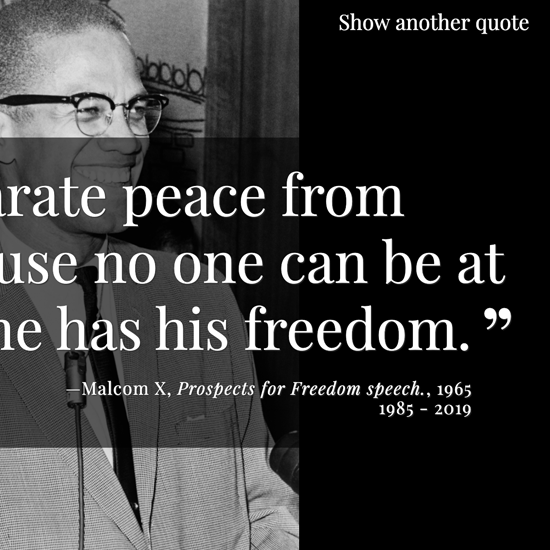 Show another quote
arate peace from
use no one can be at
ne has his freedom.”
—Malcom X, Prospects for Freedom speech., 1965
1985 - 2019